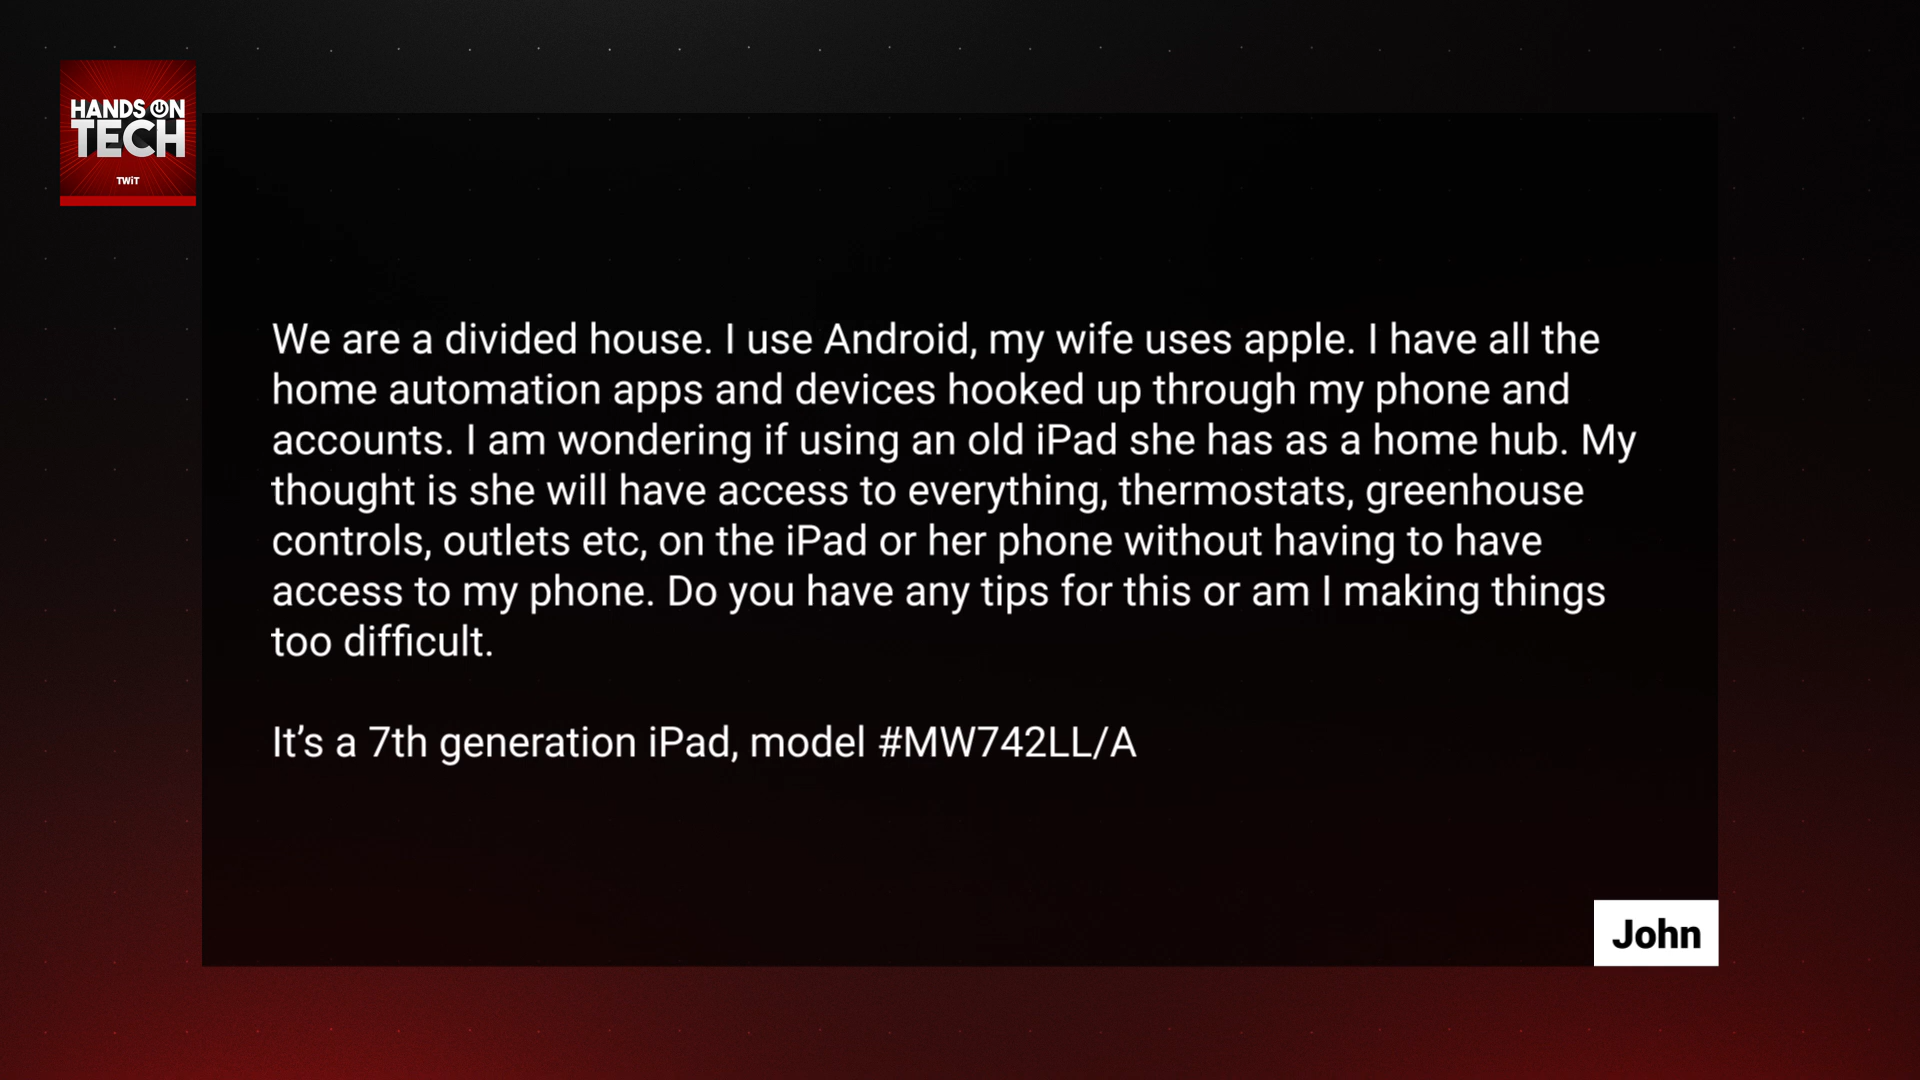 HANDS ON
TECH
TWiT
We are a divided house. I use Android, my wife uses apple. I have all the
home automation apps and devices hooked up through my phone and
accounts. I am wondering if using an old iPad she has as a home hub. My
thought is she will have access to everything, thermostats, greenhouse
controls, outlets etc, on the iPad or her phone without having to have
access to my phone. Do you have any tips for this or am I making things
too difficult.
It’s a 7th generation iPad, model #MW742LL/A
John